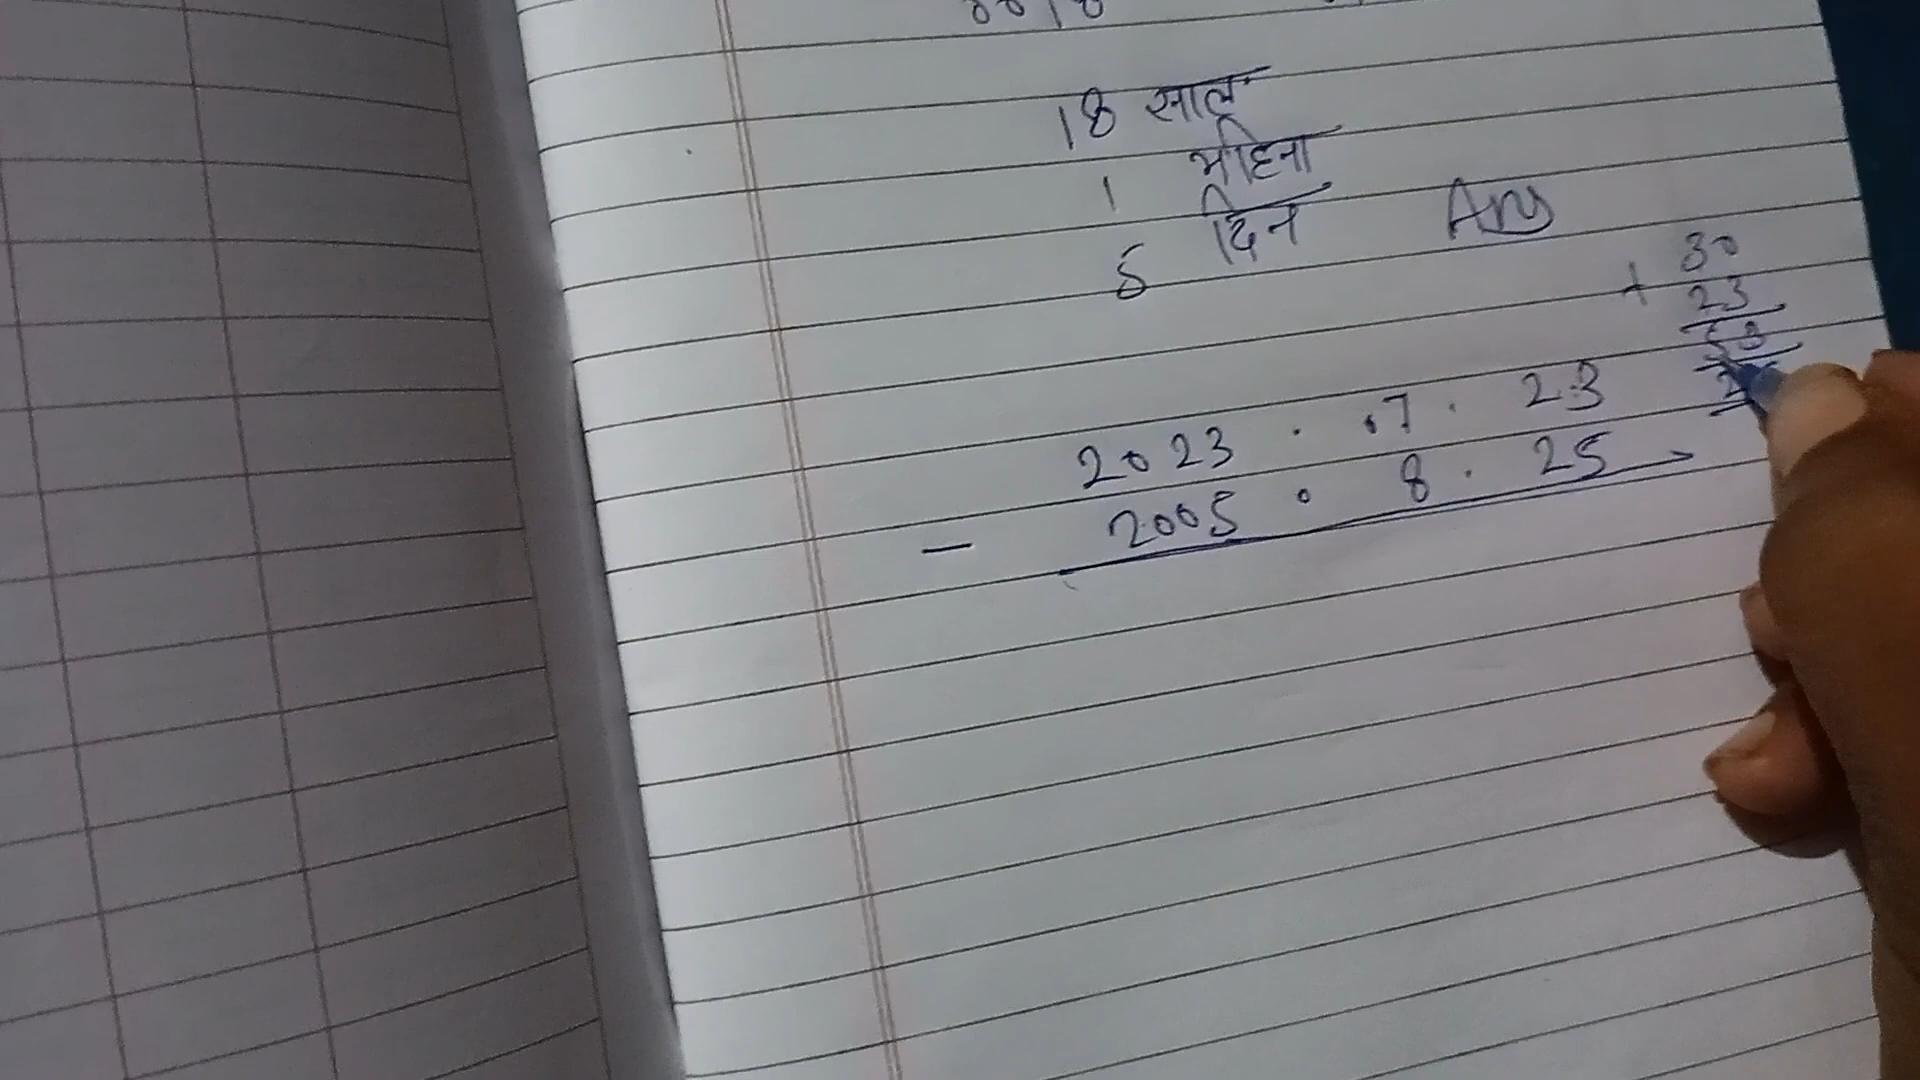 18 साल
1 महिना
5 दिन Ans
30
+ 23
53
2023 . 7 . 23
- 2005 . 8 . 25